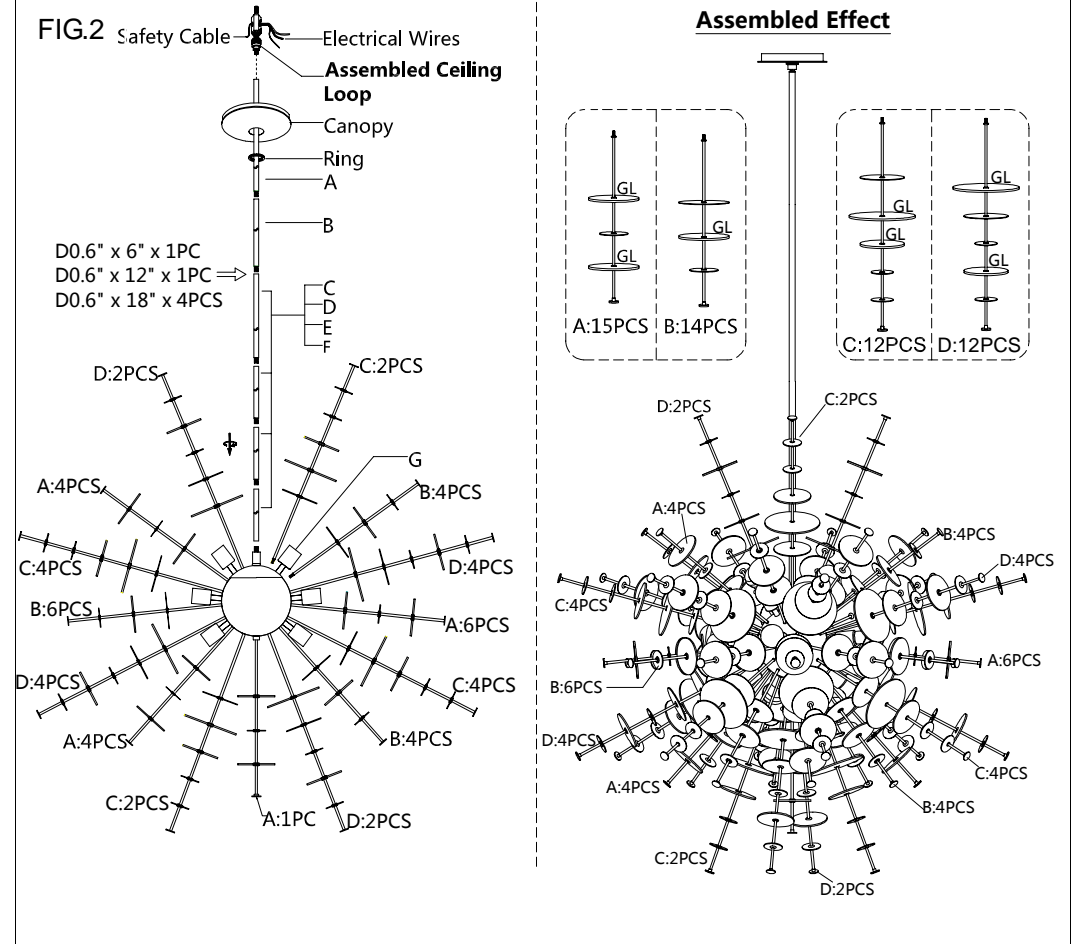 FIG.2
Safety Cable
Electrical Wires
Assembled Ceiling
Loop
Canopy
Ring
A
B
D0.6" x 6" x 1PC
D0.6" x 12" x 1PC
D0.6" x 18" x 4PCS
C
D
E
F
D:2PCS
C:2PCS
G
A:4PCS
B:4PCS
C:4PCS
D:4PCS
B:6PCS
A:6PCS
D:4PCS
C:4PCS
A:4PCS
B:4PCS
C:2PCS
A:1PC
D:2PCS
Assembled Effect
GL
GL
GL
GL
GL
GL
GL
A:15PCS
B:14PCS
C:12PCS
D:12PCS
D:2PCS
C:2PCS
A:4PCS
B:4PCS
D:4PCS
C:4PCS
A:6PCS
B:6PCS
D:4PCS
C:4PCS
A:4PCS
B:4PCS
C:2PCS
D:2PCS